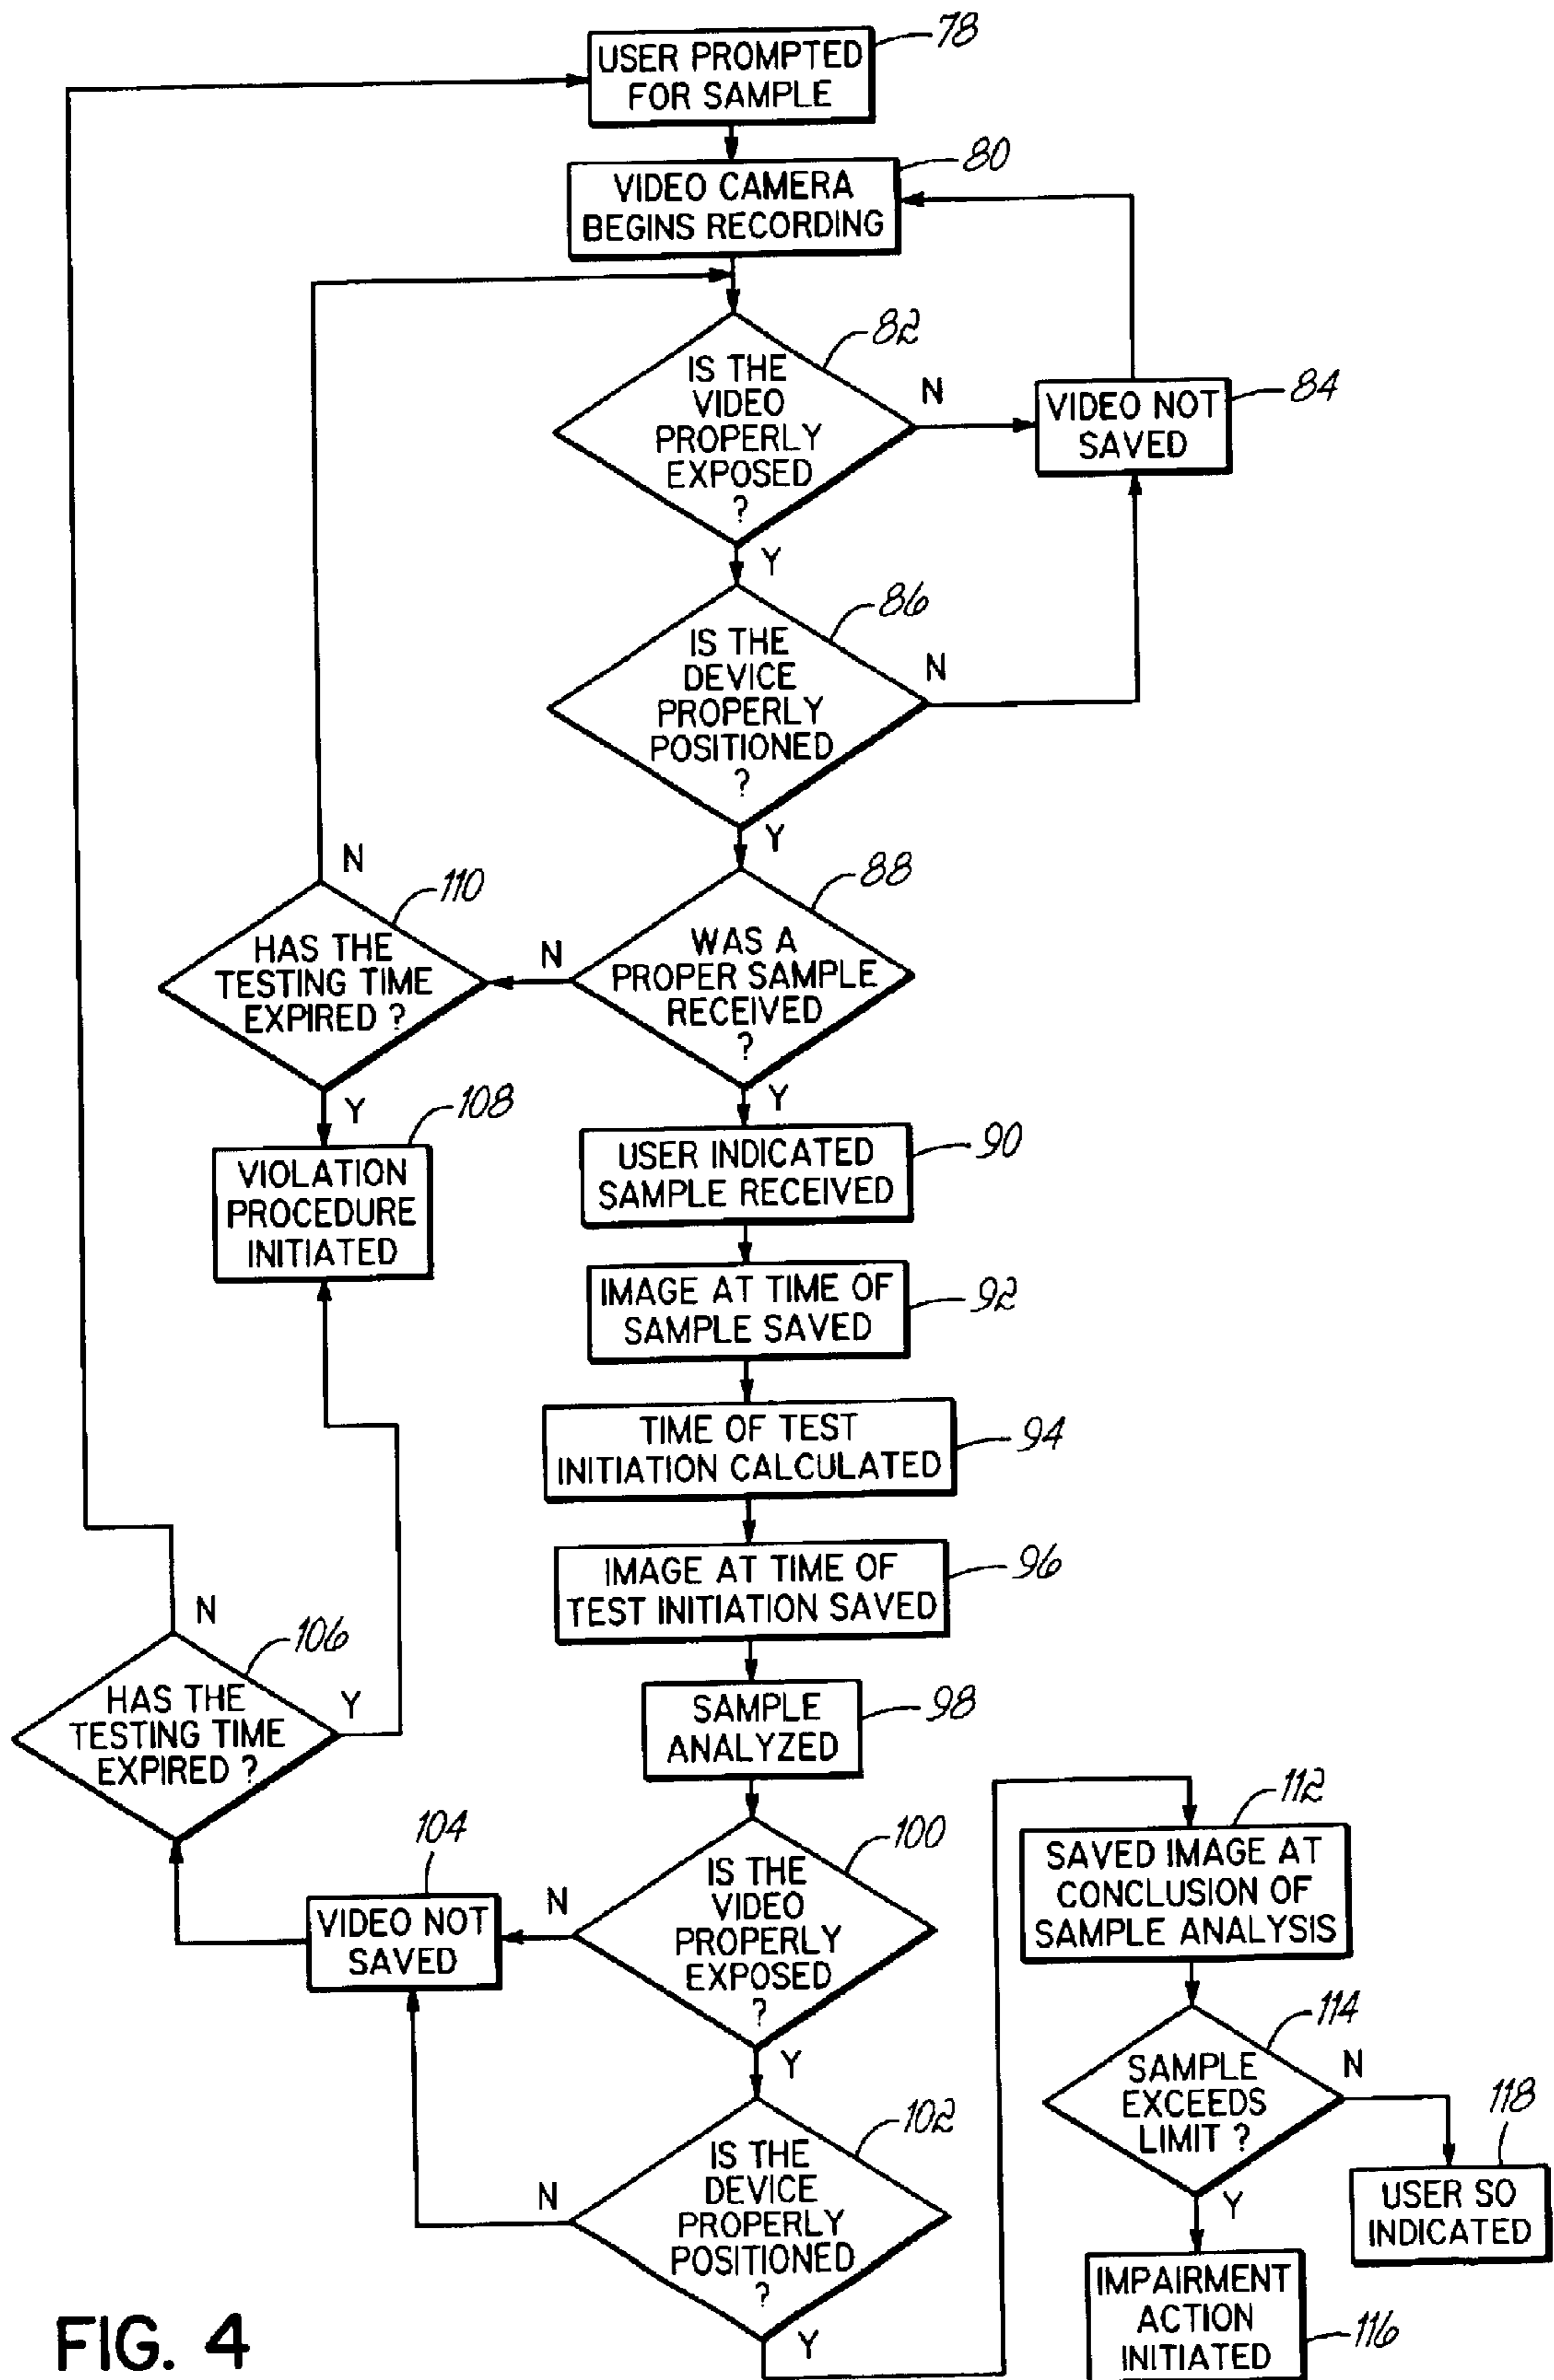 78
USER PROMPTED
FOR SAMPLE
80
VIDEO CAMERA
BEGINS RECORDING
82
IS THE
VIDEO
PROPERLY
EXPOSED
?
N
84
VIDEO NOT
SAVED
Y
86
IS THE
DEVICE
PROPERLY
POSITIONED
?
N
Y
88
WAS A
PROPER SAMPLE
RECEIVED
?
N
N
110
HAS THE
TESTING TIME
EXPIRED ?
Y
108
VIOLATION
PROCEDURE
INITIATED
Y
90
USER INDICATED
SAMPLE RECEIVED
92
IMAGE AT TIME OF
SAMPLE SAVED
94
TIME OF TEST
INITIATION CALCULATED
96
IMAGE AT TIME OF
TEST INITIATION SAVED
98
SAMPLE
ANALYZED
N
106
HAS THE
TESTING TIME
EXPIRED ?
Y
104
VIDEO NOT
SAVED
N
100
IS THE
VIDEO
PROPERLY
EXPOSED
?
Y
102
IS THE
DEVICE
PROPERLY
POSITIONED
?
N
Y
112
SAVED IMAGE AT
CONCLUSION OF
SAMPLE ANALYSIS
114
SAMPLE
EXCEEDS
LIMIT ?
N
118
USER SO
INDICATED
Y
IMPAIRMENT
ACTION
INITIATED
116
FIG. 4